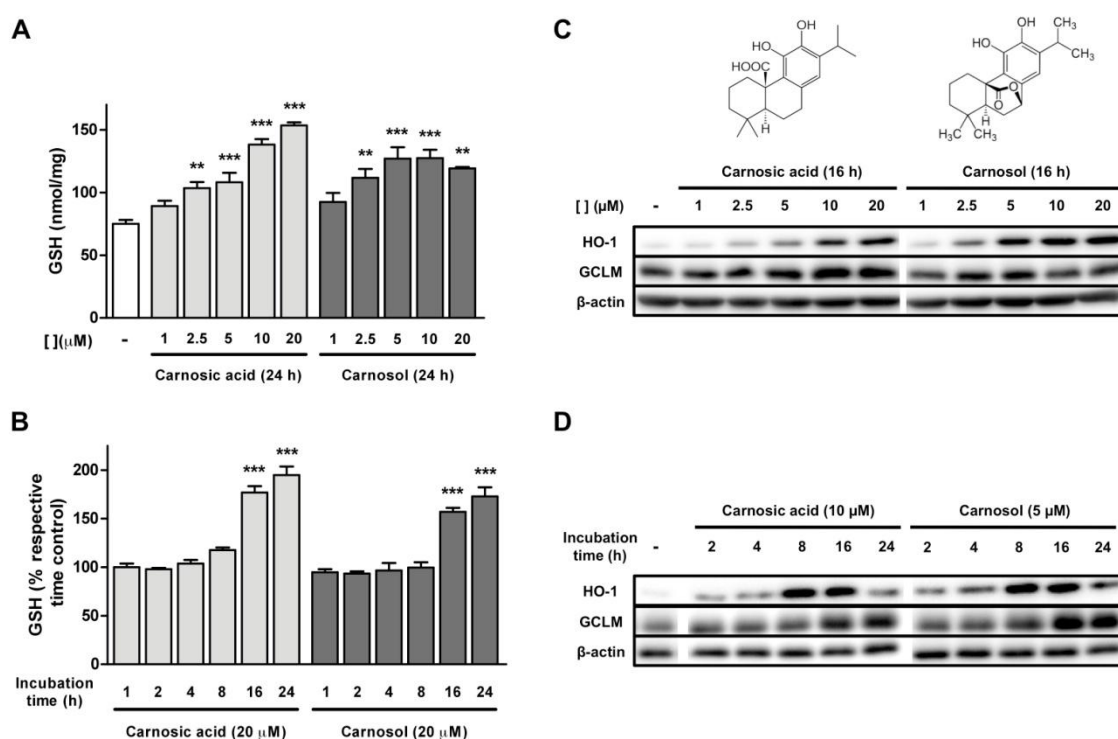 A
GSH (nmol/mg)
150
100
50
0
** *** *** *** ** *** *** **
[ ](μM) - 1 2.5 5 10 20 1 2.5 5 10 20
Carnosic acid (24 h) Carnosol (24 h)
B
GSH (% respective
time control)
200
150
100
50
0
*** *** *** ***
Incubation
time (h) 1 2 4 8 16 24 1 2 4 8 16 24
Carnosic acid (20 μM) Carnosol (20 μM)
C
OH
HO
HOOC
H
OH
HO
CH3
CH3
O
O
H
H3C
CH3
Carnosic acid (16 h) Carnosol (16 h)
[ ] (μM) - 1 2.5 5 10 20 1 2.5 5 10 20
HO-1
GCLM
β-actin
D
Carnosic acid (10 μM) Carnosol (5 μM)
Incubation
time (h) - 2 4 8 16 24 2 4 8 16 24
HO-1
GCLM
β-actin